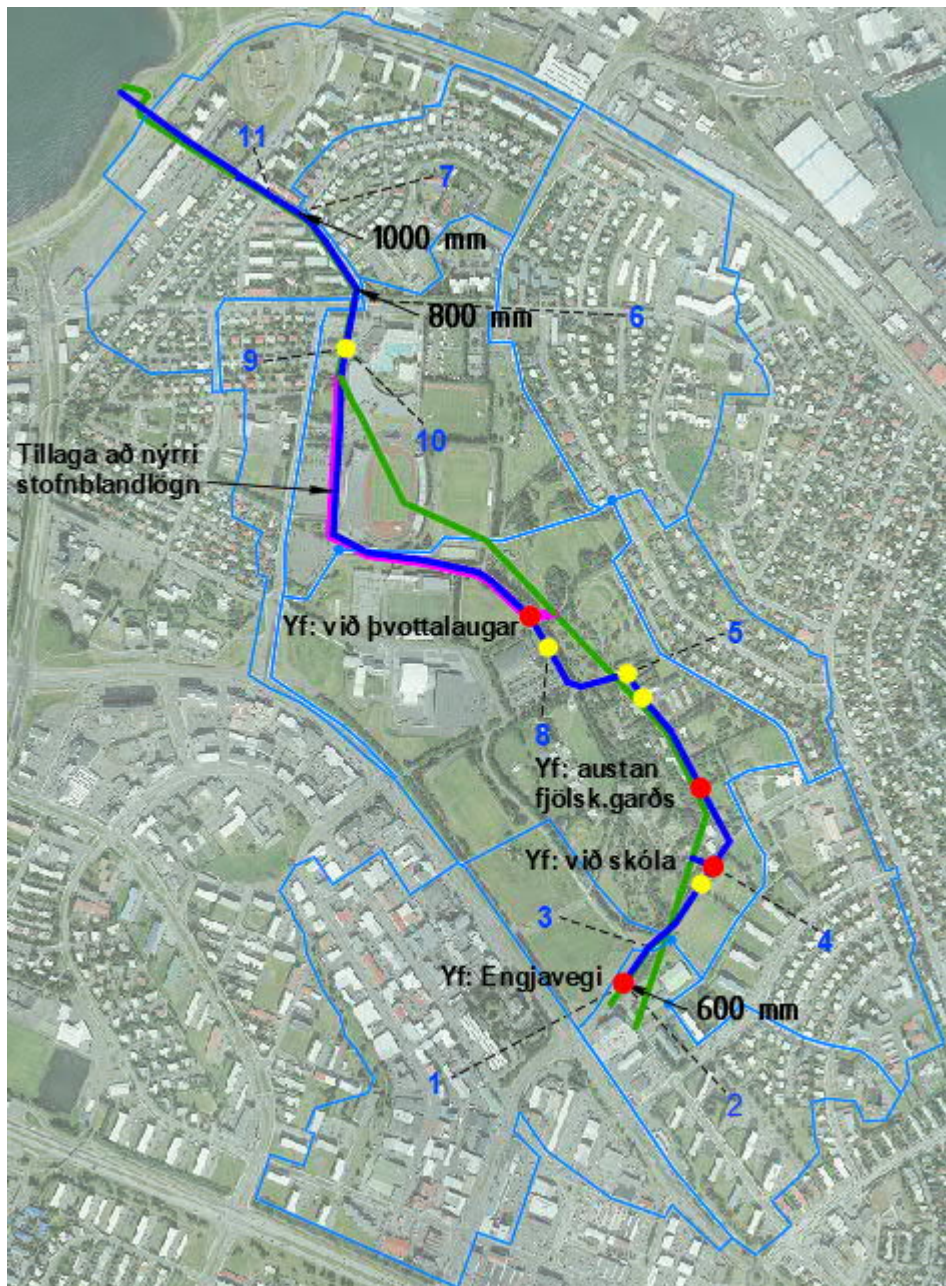 11
7
1000 mm
800 mm
6
9
10
Tillaga að nýrri
stofnblandlögn
Yf: við þvottalaugar
5
8
Yf: austan
fjölsk.garðs
Yf: við skóla
3
4
Yf: Engjavegi
600 mm
1
2